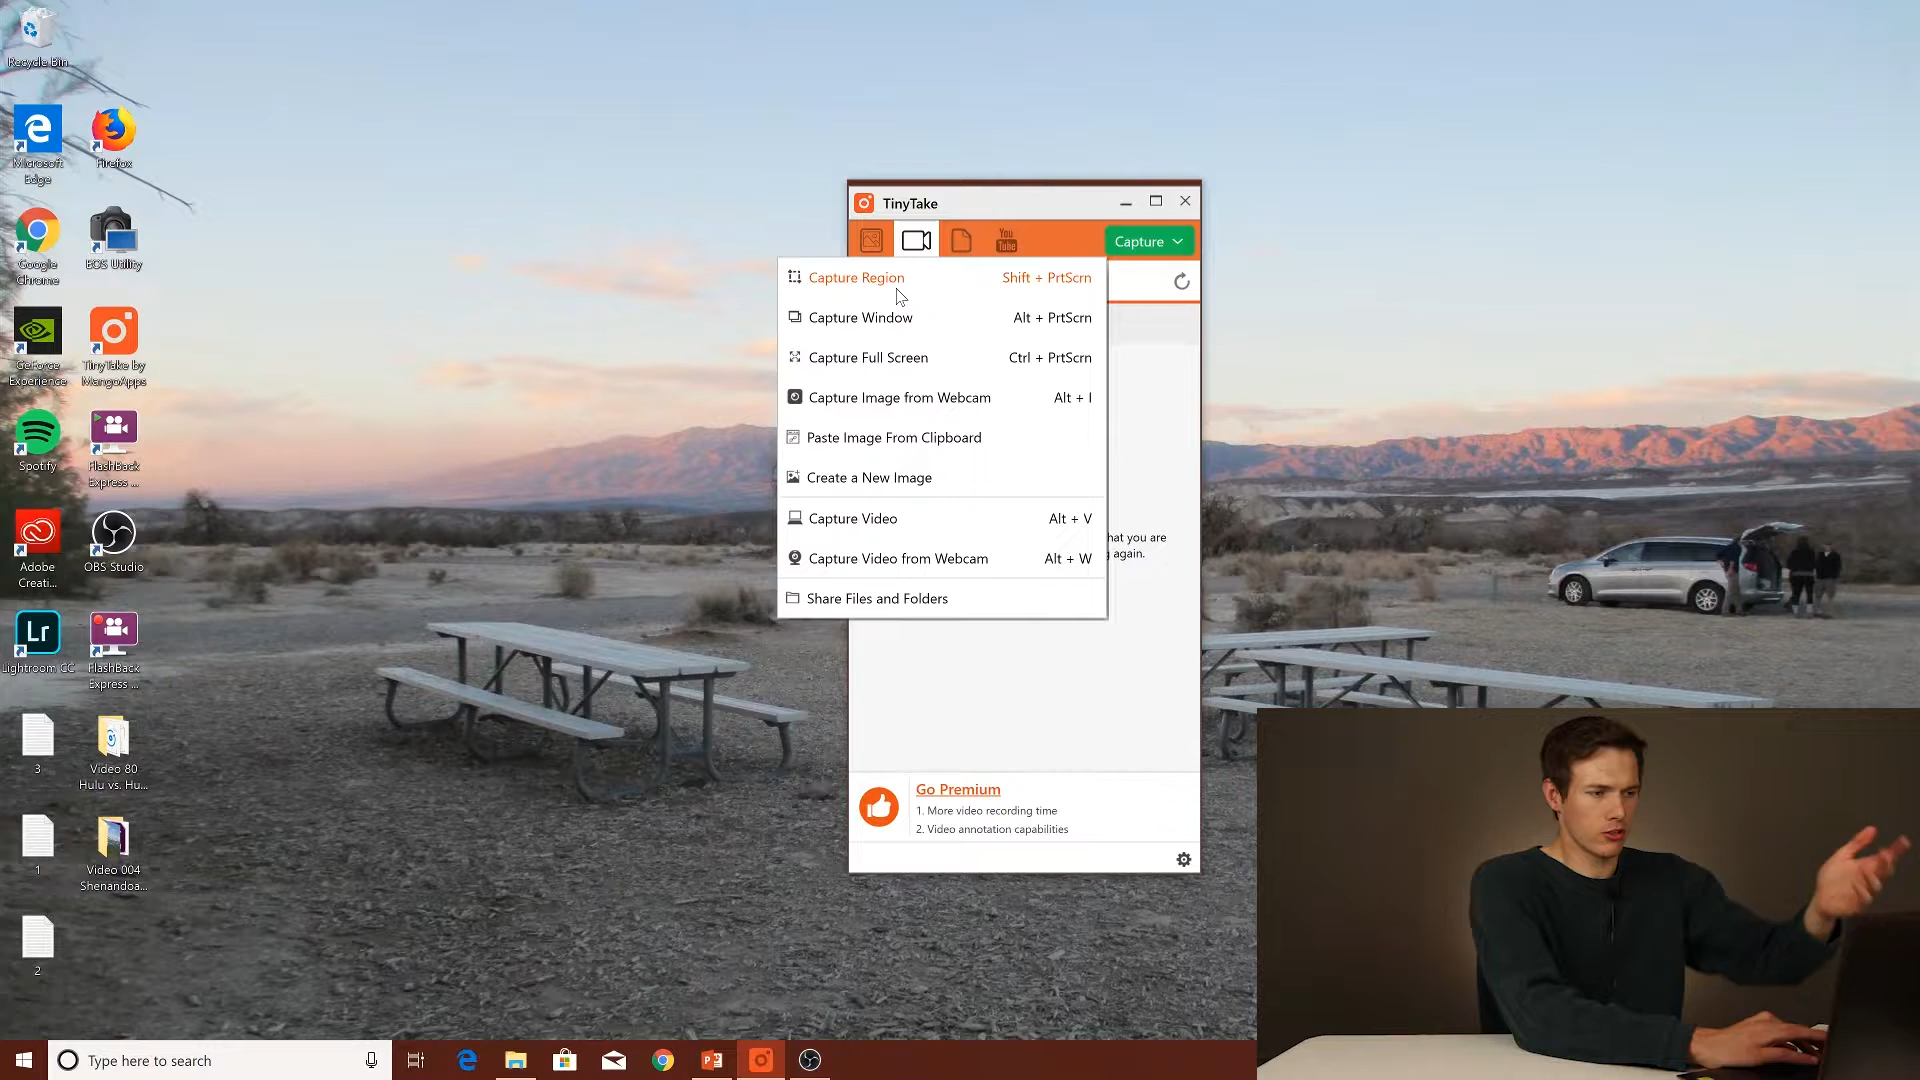 Recycle Bin
Microsoft
Edge
Firefox
Google
Chrome
EOS Utility
GeForce
Experience
TinyTake by
MangoApps
Spotify
FlashBack
Express ...
Adobe
Creati...
OBS Studio
Lr
Lightroom CC
FlashBack
Express ...
3
Video 80
Hulu vs. Hu...
1
Video 004
Shenandoa...
2
TinyTake
You
Tube
Capture
Capture Region Shift + PrtScrn
Capture Window Alt + PrtScrn
Capture Full Screen Ctrl + PrtScrn
Capture Image from Webcam Alt + I
Paste Image From Clipboard
Create a New Image
Capture Video Alt + V
Capture Video from Webcam Alt + W
Share Files and Folders
hat you are
again.
Go Premium
1. More video recording time
2. Video annotation capabilities
Type here to search